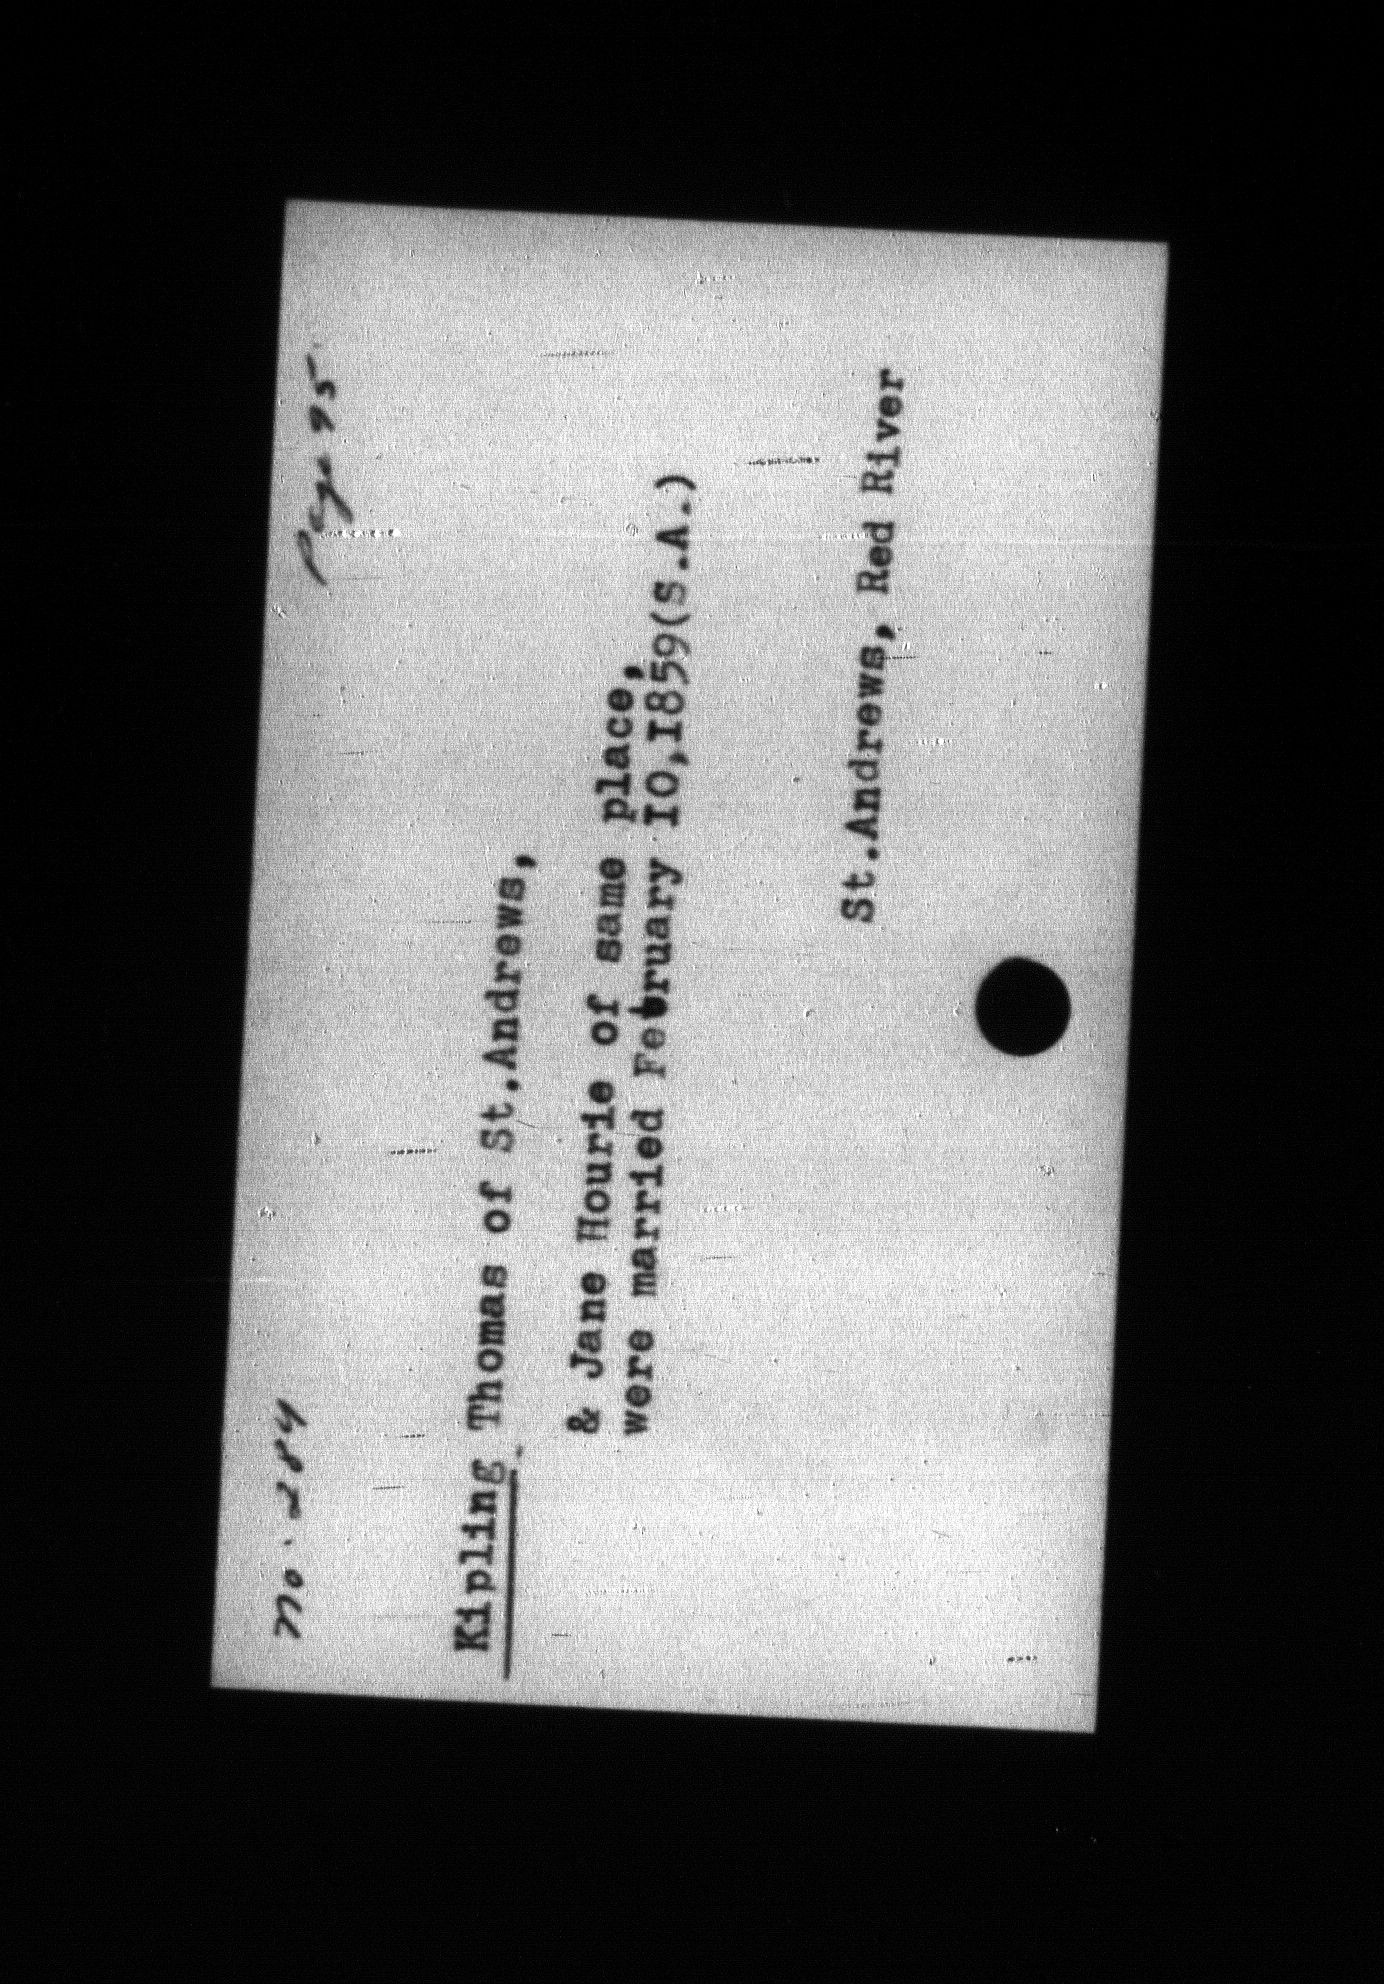 No. 284 Page 95
Kipling Thomas of St.Andrews,
& Jane Hourie of same place,
were married February IO,I859(S.A.)
St.Andrews, Red River